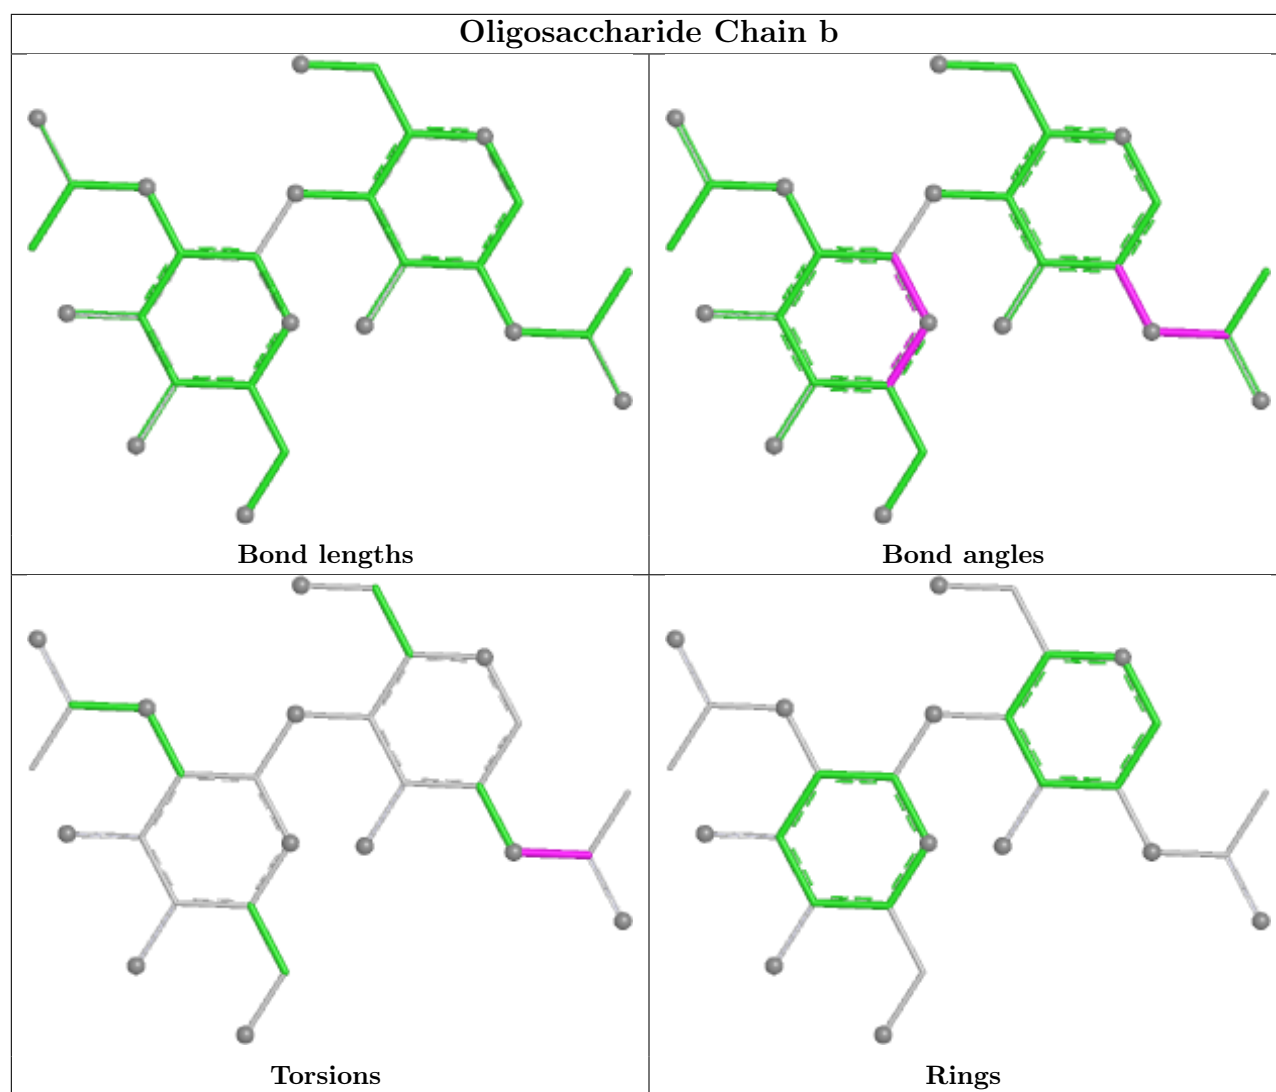 Oligosaccharide Chain b
Bond lengths
Bond angles
Torsions
Rings